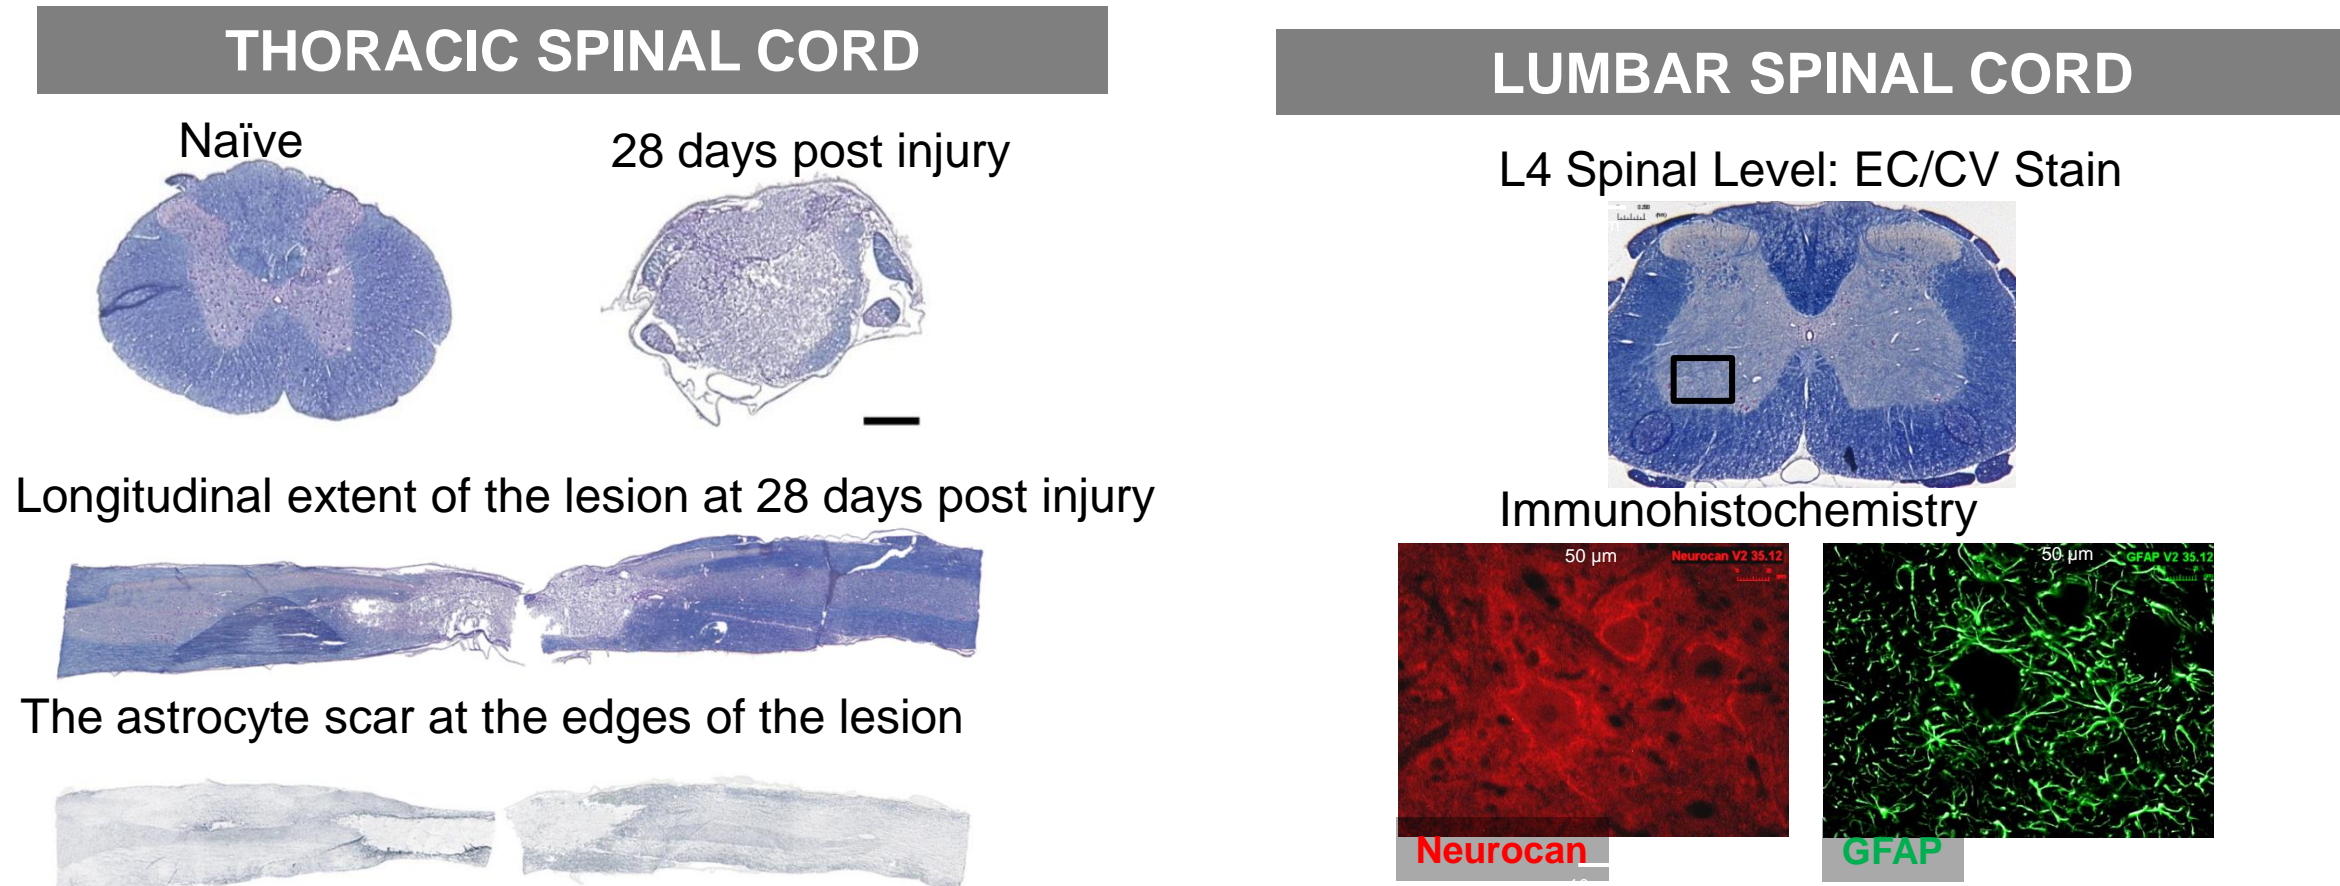 THORACIC SPINAL CORD
Naïve
28 days post injury
Longitudinal extent of the lesion at 28 days post injury
The astrocyte scar at the edges of the lesion
LUMBAR SPINAL CORD
L4 Spinal Level: EC/CV Stain
Immunohistochemistry
50 µm
Neurocan V2 35.12
50 µm
GFAP V2 35.12
Neurocan
GFAP